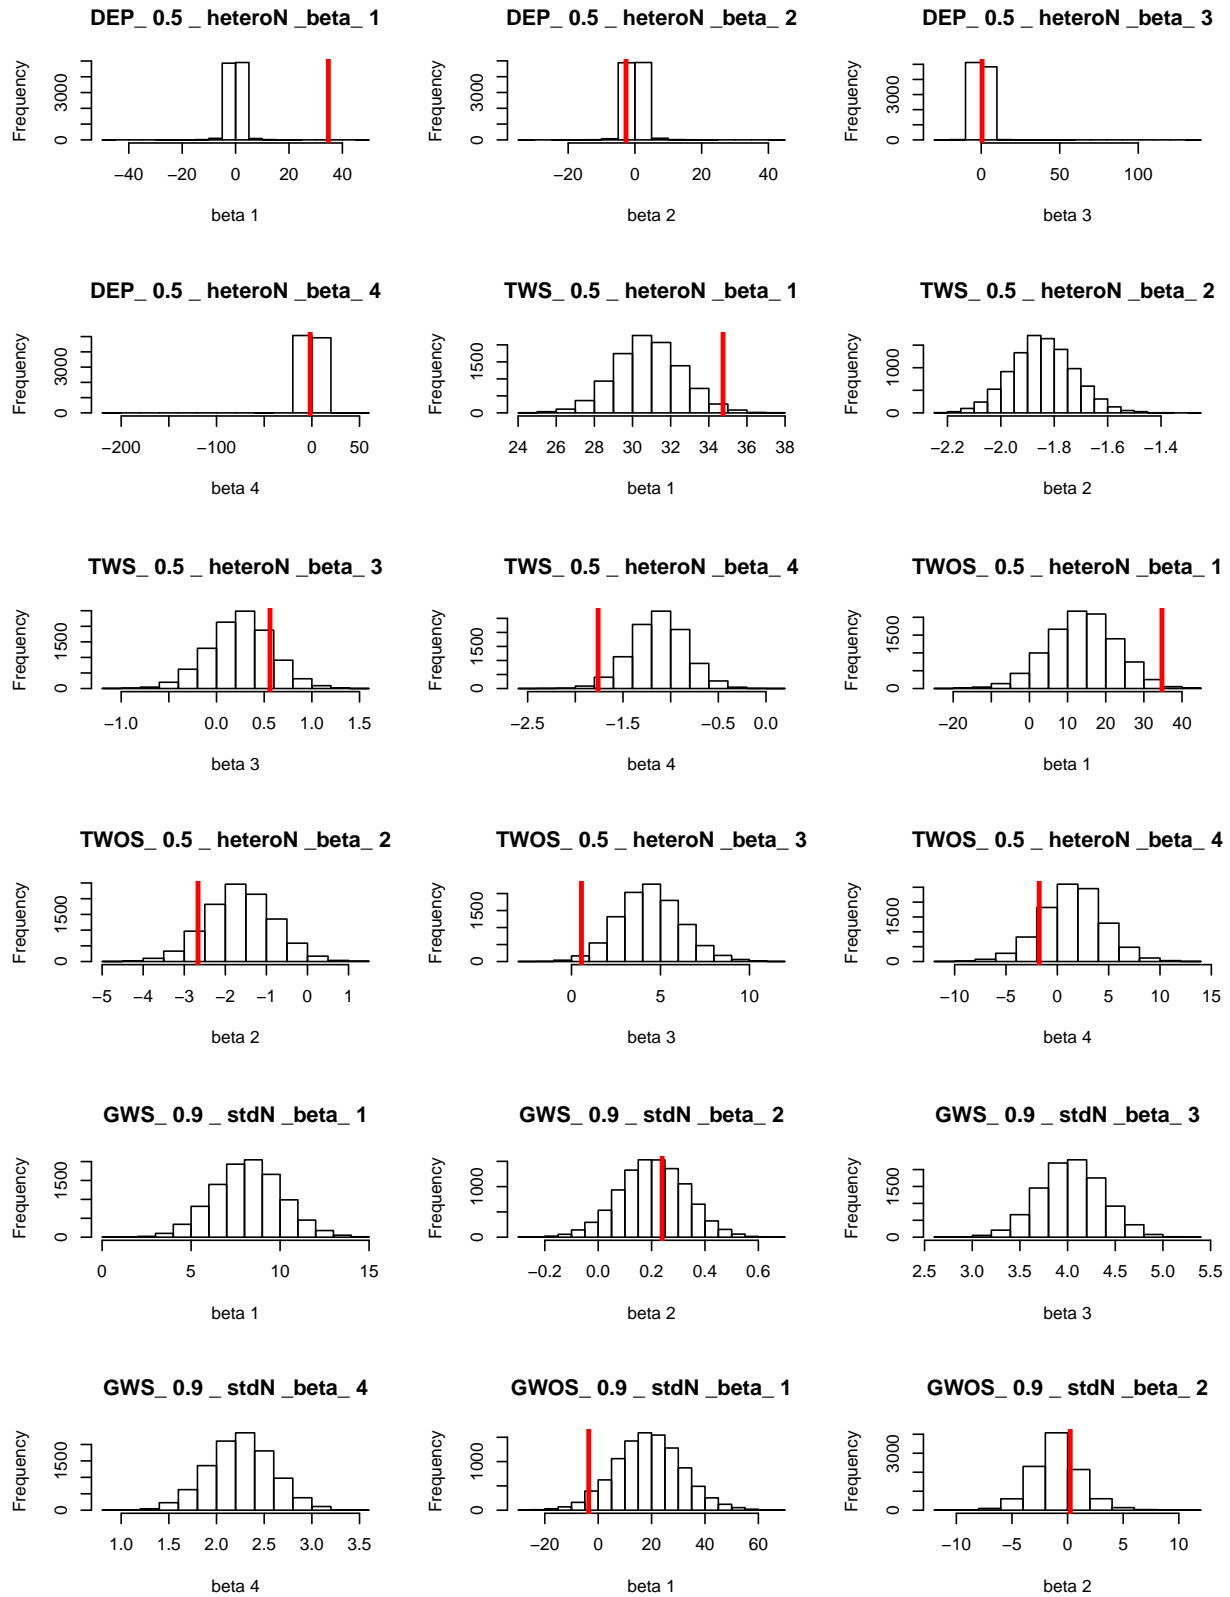 DEP_ 0.5 _ heteroN _beta_ 1
Frequency
0 3000
−40 −20 0 20 40
beta 1
DEP_ 0.5 _ heteroN _beta_ 2
Frequency
0 3000
−20 0 20 40
beta 2
DEP_ 0.5 _ heteroN _beta_ 3
Frequency
0 3000
0 50 100
beta 3
DEP_ 0.5 _ heteroN _beta_ 4
Frequency
0 3000
−200 −100 0 50
beta 4
TWS_ 0.5 _ heteroN _beta_ 1
Frequency
0 1500
24 26 28 30 32 34 36 38
beta 1
TWS_ 0.5 _ heteroN _beta_ 2
Frequency
0 1000
−2.2 −2.0 −1.8 −1.6 −1.4
beta 2
TWS_ 0.5 _ heteroN _beta_ 3
Frequency
0 1500
−1.0 0.0 0.5 1.0 1.5
beta 3
TWS_ 0.5 _ heteroN _beta_ 4
Frequency
0 1500
−2.5 −1.5 −0.5 0.0
beta 4
TWOS_ 0.5 _ heteroN _beta_ 1
Frequency
0 1500
−20 0 10 20 30 40
beta 1
TWOS_ 0.5 _ heteroN _beta_ 2
Frequency
0 1500
−5 −4 −3 −2 −1 0 1
beta 2
TWOS_ 0.5 _ heteroN _beta_ 3
Frequency
0 1500
0 5 10
beta 3
TWOS_ 0.5 _ heteroN _beta_ 4
Frequency
0 1500
−10 −5 0 5 10 15
beta 4
GWS_ 0.9 _ stdN _beta_ 1
Frequency
0 1500
0 5 10 15
beta 1
GWS_ 0.9 _ stdN _beta_ 2
Frequency
0 1000
−0.2 0.0 0.2 0.4 0.6
beta 2
GWS_ 0.9 _ stdN _beta_ 3
Frequency
0 1500
2.5 3.0 3.5 4.0 4.5 5.0 5.5
beta 3
GWS_ 0.9 _ stdN _beta_ 4
Frequency
0 1500
1.0 1.5 2.0 2.5 3.0 3.5
beta 4
GWOS_ 0.9 _ stdN _beta_ 1
Frequency
0 1000
−20 0 20 40 60
beta 1
GWOS_ 0.9 _ stdN _beta_ 2
Frequency
0 3000
−10 −5 0 5 10
beta 2